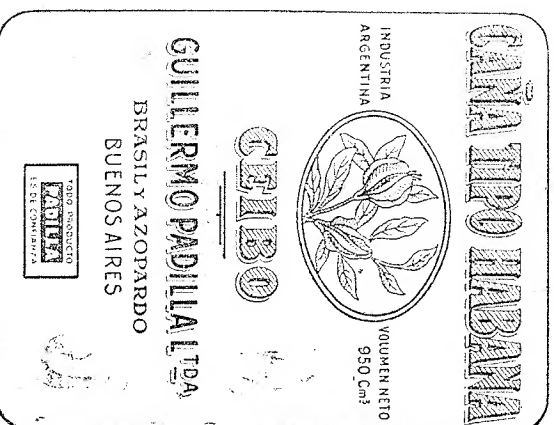 CAÑA TIPO HABANA
INDUSTRIA
ARGENTINA
VOLUMEN NETO
950 Cm³
CEIBO
GUILLERMO PADILLA LTDA
BRASIL Y AZOPARDO
BUENOS AIRES
TODO PRODUCTO
PADILLA
ES DE CONFIANZA